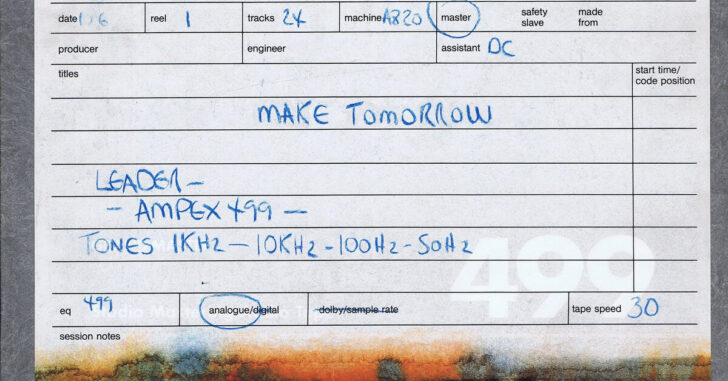 date 1 6 reel 1 tracks 24 machine A820 master safety slave made from
producer engineer assistant DC
titles start time/ code position
MAKE TOMORROW
LEADER —
— AMPEX 499 —
TONES 1KHz — 10KHz - 100Hz - 50Hz
499
eq 499 analogue/digital dolby/sample rate tape speed 30
session notes